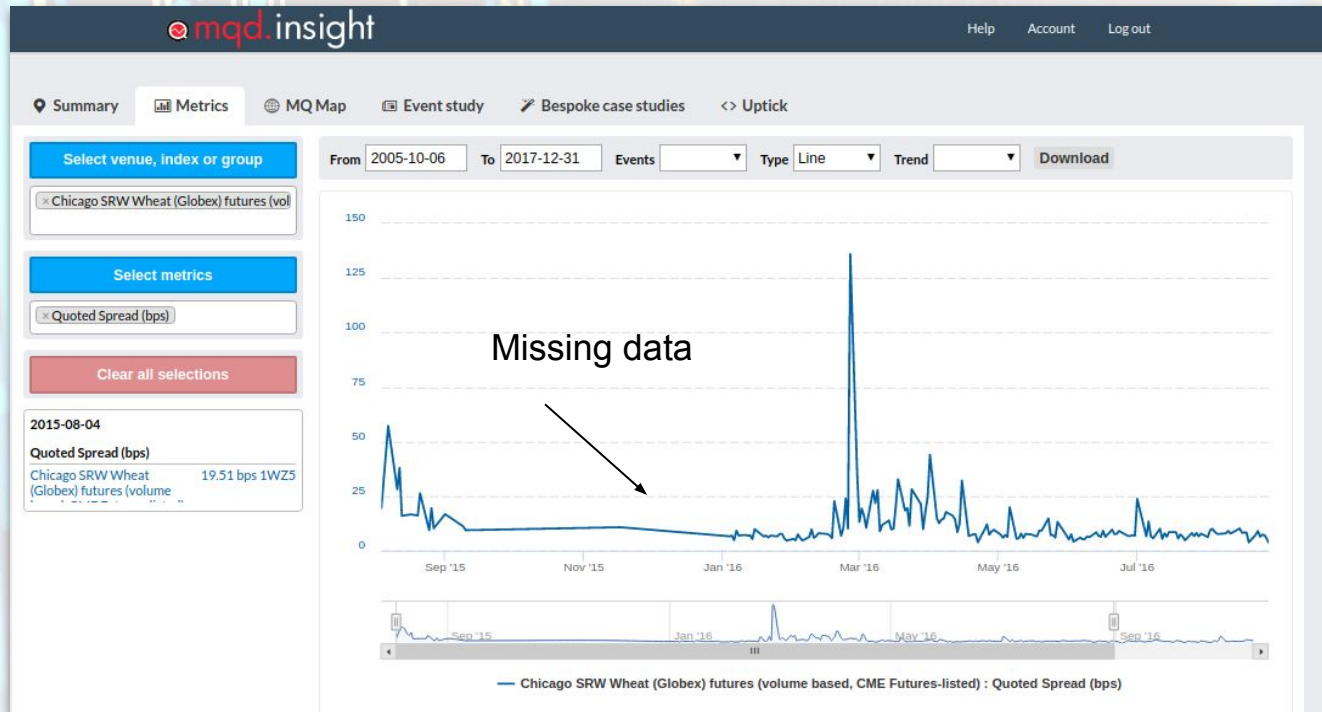 mqd.insight
Help Account Log out
Summary Metrics MQ Map Event study Bespoke case studies <> Uptick
Select venue, index or group
× Chicago SRW Wheat (Globex) futures (vol
Select metrics
× Quoted Spread (bps)
Clear all selections
2015-08-04
Quoted Spread (bps)
Chicago SRW Wheat 19.51 bps 1WZ5
(Globex) futures (volume
From 2005-10-06 To 2017-12-31 Events Type Line Trend Download
150
125
100
Missing data
75
50
25
0
Sep '15 Nov '15 Jan '16 Mar '16 May '16 Jul '16
Sep '15 Jan '16 May '16 Sep '16
Chicago SRW Wheat (Globex) futures (volume based, CME Futures-listed) : Quoted Spread (bps)